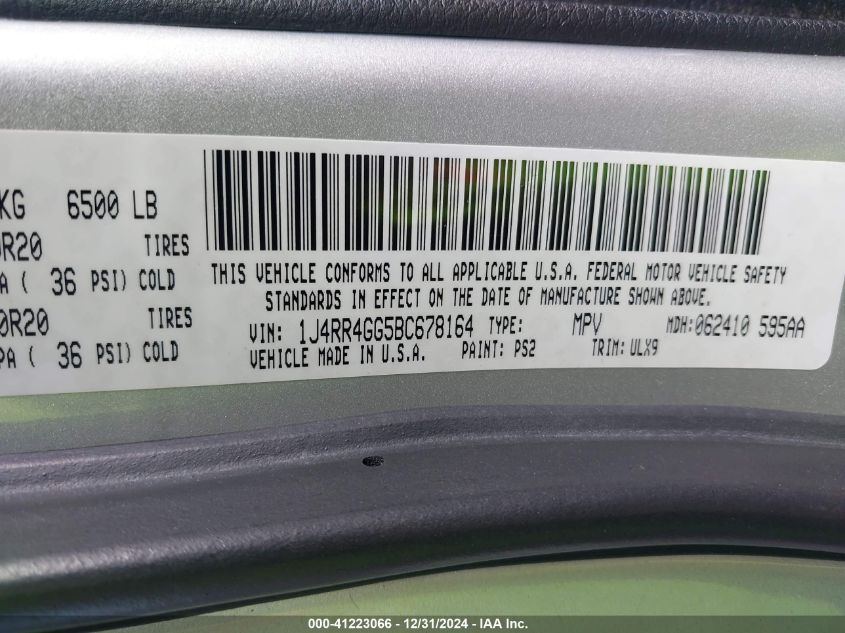 KG 6500 LB
0R20 TIRES
A ( 36 PSI) COLD
0R20 TIRES
PA ( 36 PSI) COLD
THIS VEHICLE CONFORMS TO ALL APPLICABLE U.S.A. FEDERAL MOTOR VEHICLE SAFETY
STANDARDS IN EFFECT ON THE DATE OF MANUFACTURE SHOWN ABOVE.
VIN: 1J4RR4GG5BC678164 TYPE: MPV MDH:062410 595AA
VEHICLE MADE IN U.S.A. PAINT: PS2 TRIM: ULX9
000-41223066 - 12/31/2024 - IAA Inc.